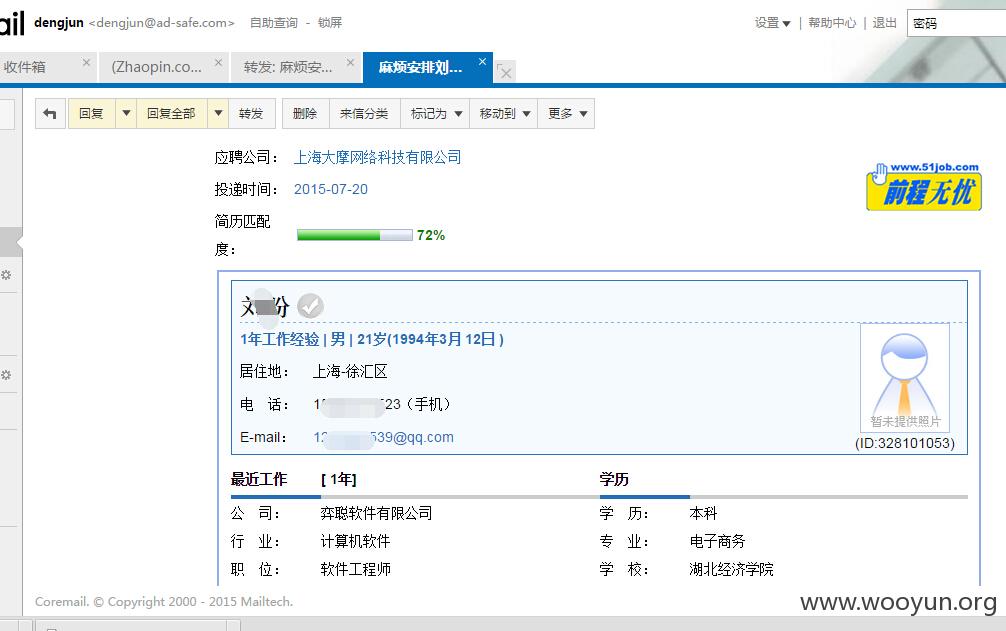 ail dengjun <dengjun@ad-safe.com> 自助查询 - 锁屏 设置 | 帮助中心 | 退出 密码
收件箱 (Zhaopin.co... 转发: 麻烦安... 麻烦安排划...
回复 回复全部 转发 删除 来信分类 标记为 移动到 更多
应聘公司： 上海大摩网络科技有限公司
www.51job.com
前程无忧
投递时间： 2015-07-20
简历匹配
度：
72%
份
1年工作经验 | 男 | 21岁(1994年3月12日)
居住地： 上海-徐汇区
电 话： 1 23（手机）
E-mail： 12 539@qq.com
暂未提供照片
(ID:328101053)
最近工作 [ 1年] 学历
公 司： 弈聪软件有限公司 学 历： 本科
行 业： 计算机软件 专 业： 电子商务
职 位： 软件工程师 学 校： 湖北经济学院
Coremail. © Copyright 2000 - 2015 Mailtech.
www.wooyun.org